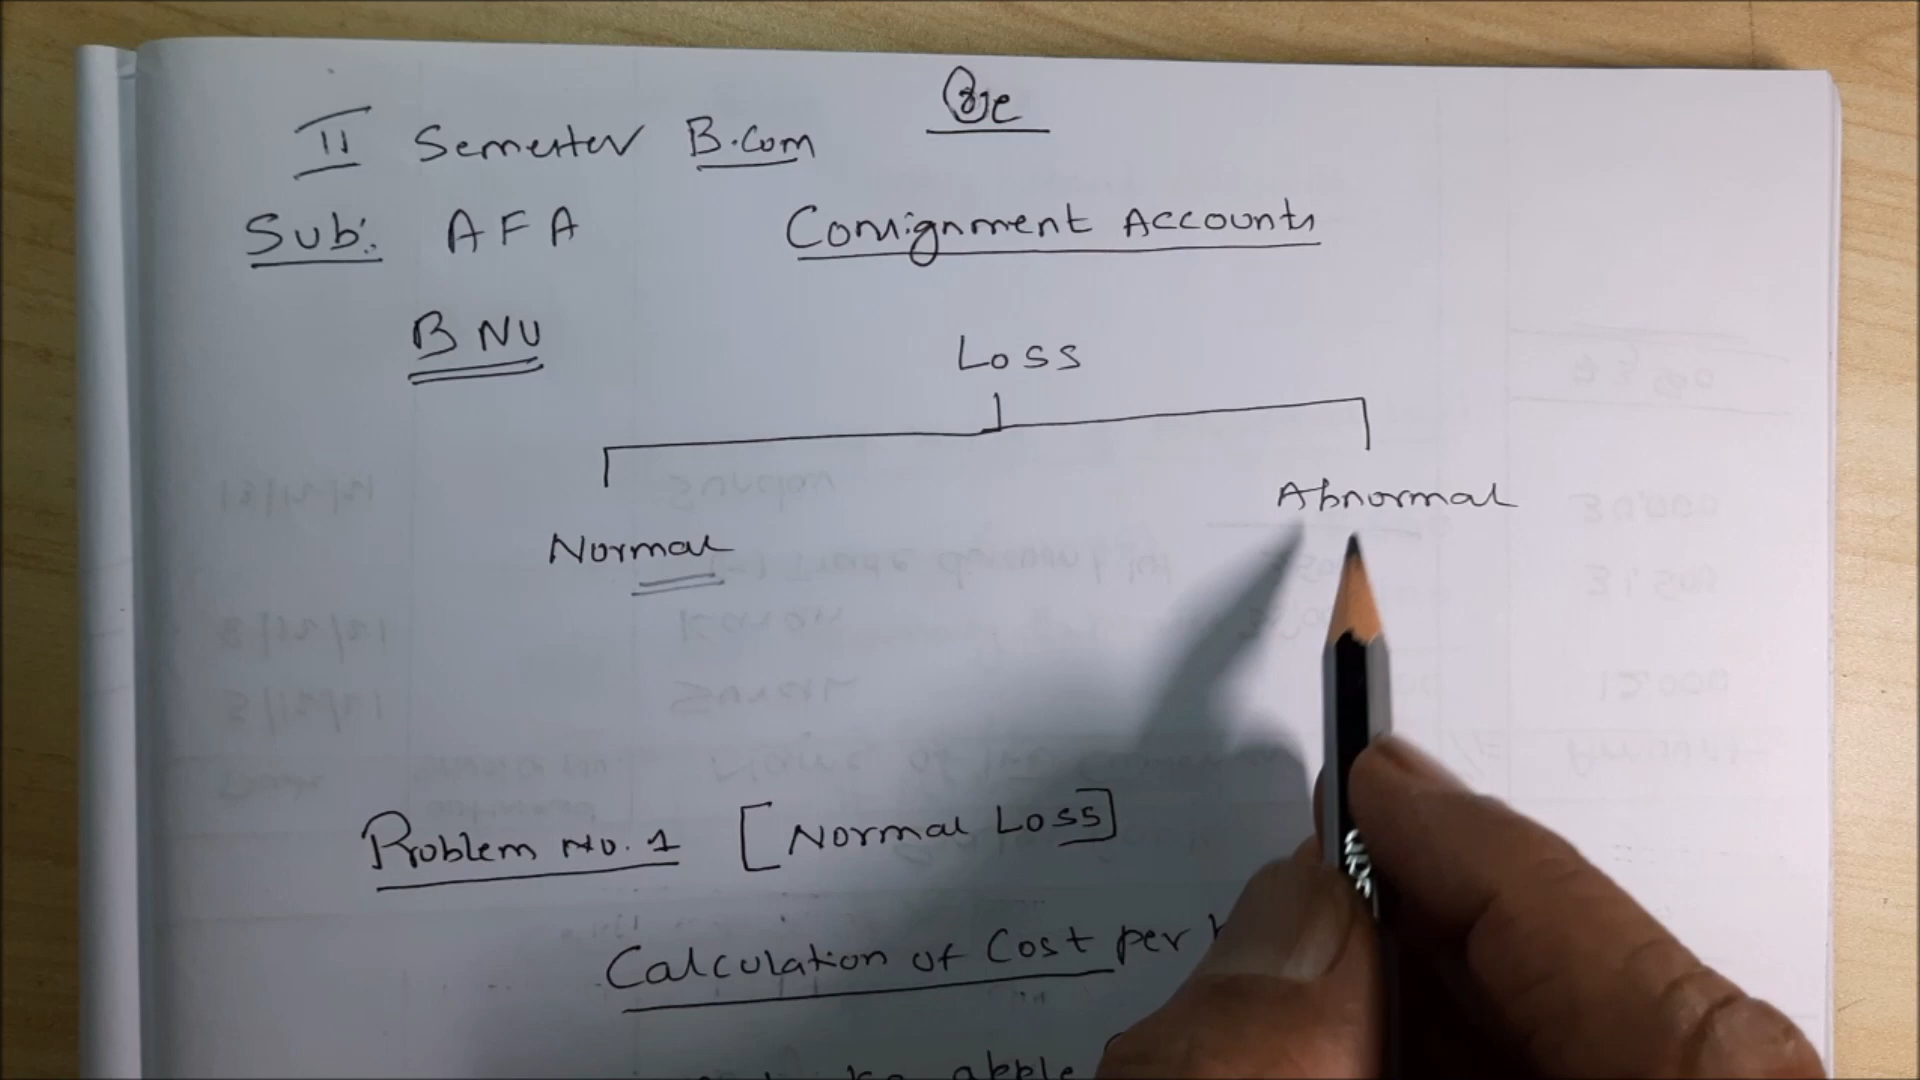 II Semester B.Com
Sub: AFA Consignment Accounts
BNU
Loss
Normal Abnormal
Problem No. 1 [Normal Loss]
Calculation of Cost per
apple